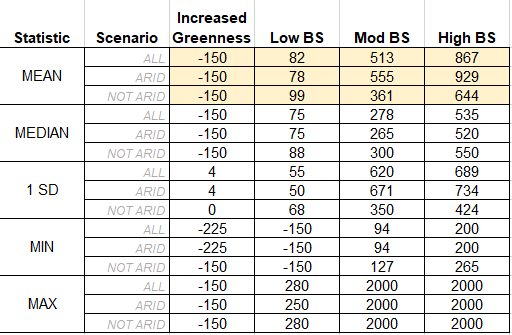 Statistic Scenario Increased Greenness Low BS Mod BS High BS
MEAN ALL -150 82 513 867
ARID -150 78 555 929
NOT ARID -150 99 361 644
MEDIAN ALL -150 75 278 535
ARID -150 75 265 520
NOT ARID -150 88 300 550
1 SD ALL 4 55 620 689
ARID 4 50 671 734
NOT ARID 0 68 350 424
MIN ALL -225 -150 94 200
ARID -225 -150 94 200
NOT ARID -150 -150 127 265
MAX ALL -150 280 2000 2000
ARID -150 250 2000 2000
NOT ARID -150 280 2000 2000